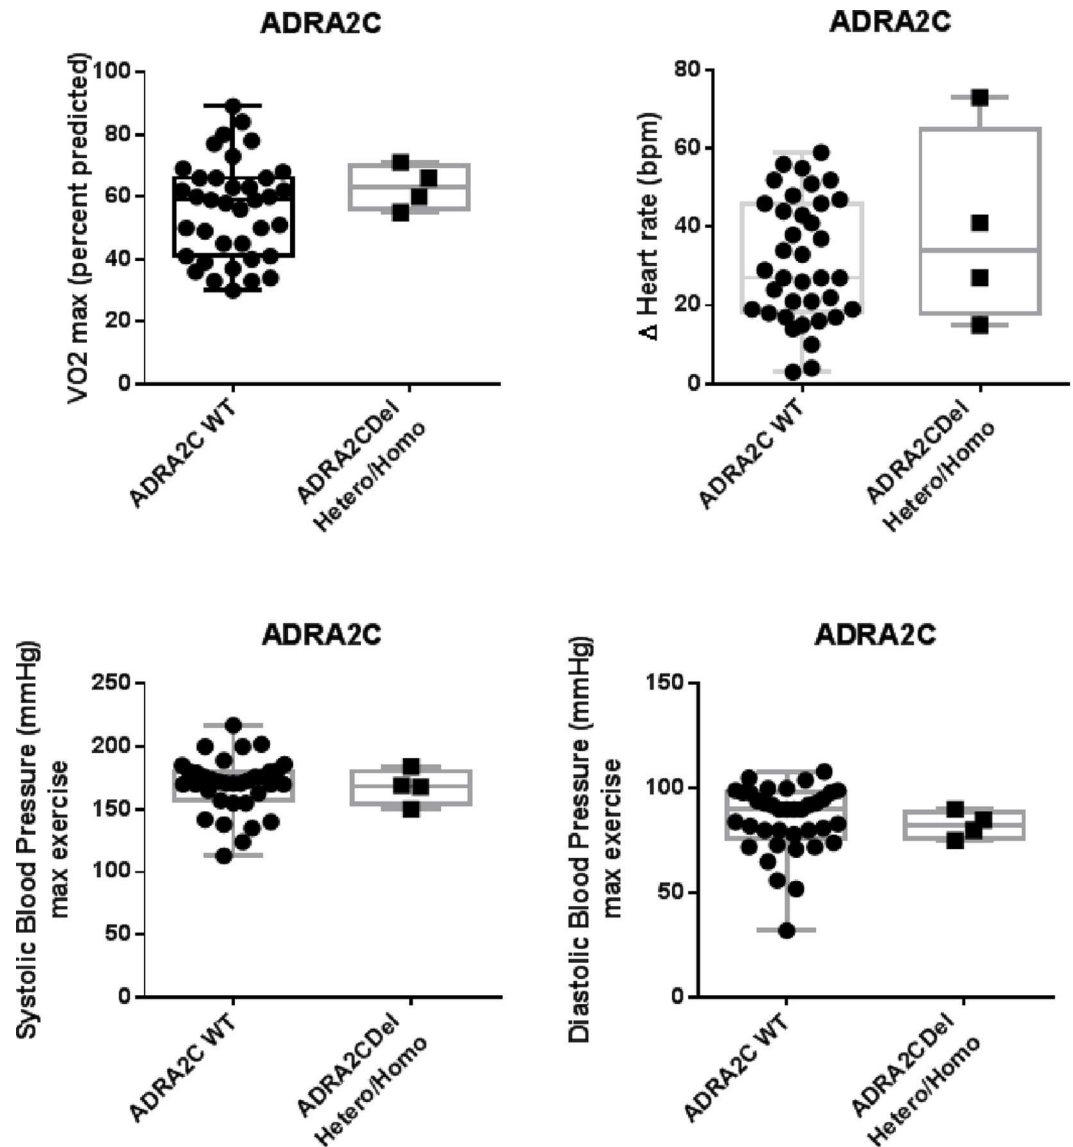 ADRA2C
VO2 max (percent predicted)
100
80
60
40
20
0
ADRA2C WT
ADRA2CDel
Hetero/Homo
ADRA2C
Δ Heart rate (bpm)
80
60
40
20
0
ADRA2C WT
ADRA2CDel
Hetero/Homo
ADRA2C
Systolic Blood Pressure (mmHg)
max exercise
250
200
150
100
50
0
ADRA2C WT
ADRA2CDel
Hetero/Homo
ADRA2C
Diastolic Blood Pressure (mmHg)
max exercise
150
100
50
0
ADRA2C WT
ADRA2CDel
Hetero/Homo